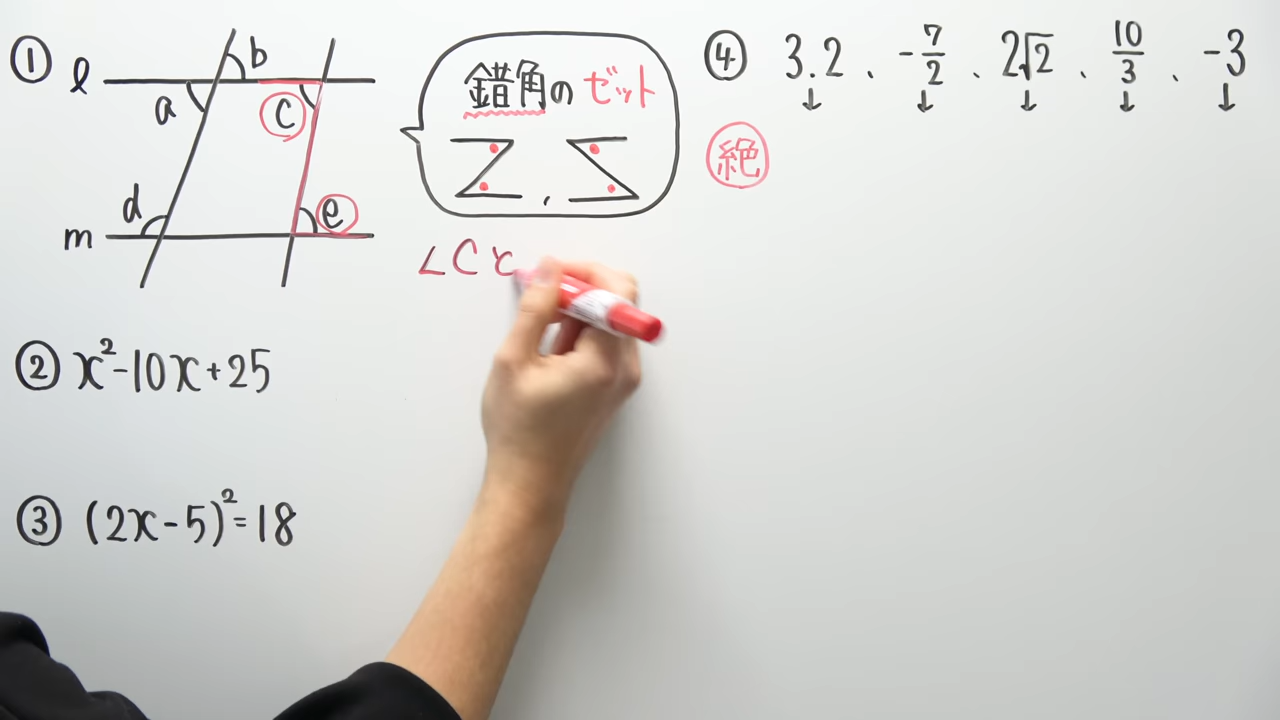 ① ℓ b
a c
d e
m
錯角のゼット
,
∠cと
② x²-10x+25
③ (2x-5)²=18
④ 3.2 、 -7/2 、 2√2 、 10/3 、 -3
↓ ↓ ↓ ↓ ↓
絶